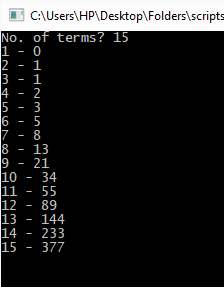 C:\Users\HP\Desktop\Folders\scripts
No. of terms? 15
1 - 0
2 - 1
3 - 1
4 - 2
5 - 3
6 - 5
7 - 8
8 - 13
9 - 21
10 - 34
11 - 55
12 - 89
13 - 144
14 - 233
15 - 377